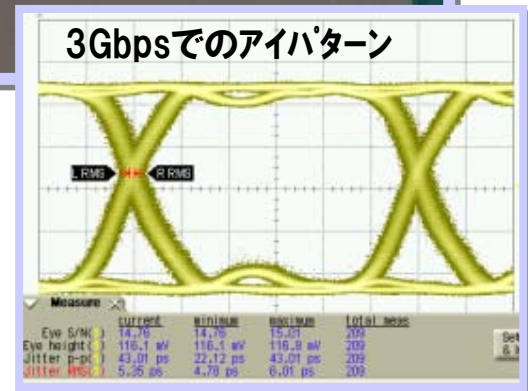 3Gbpsでのアイパターン
L RMS R RMS
Measure
current minimum maximum total meas
Eye S/N( ) 14.76 14.76 15.01 209
Eye height( ) 116.1 mV 116.1 mV 116.9 mV 209
Jitter p-p( ) 43.01 ps 22.12 ps 43.01 ps 209
Jitter RMS( ) 5.35 ps 4.78 ps 6.01 ps 209